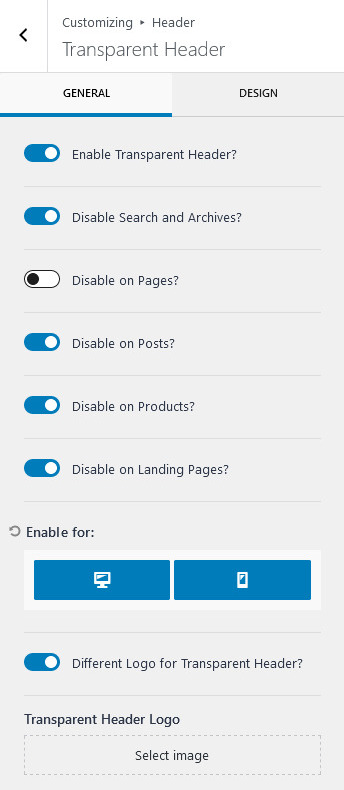 Customizing ▸ Header
Transparent Header
GENERAL
DESIGN
Enable Transparent Header?
Disable Search and Archives?
Disable on Pages?
Disable on Posts?
Disable on Products?
Disable on Landing Pages?
Enable for:
Different Logo for Transparent Header?
Transparent Header Logo
Select image